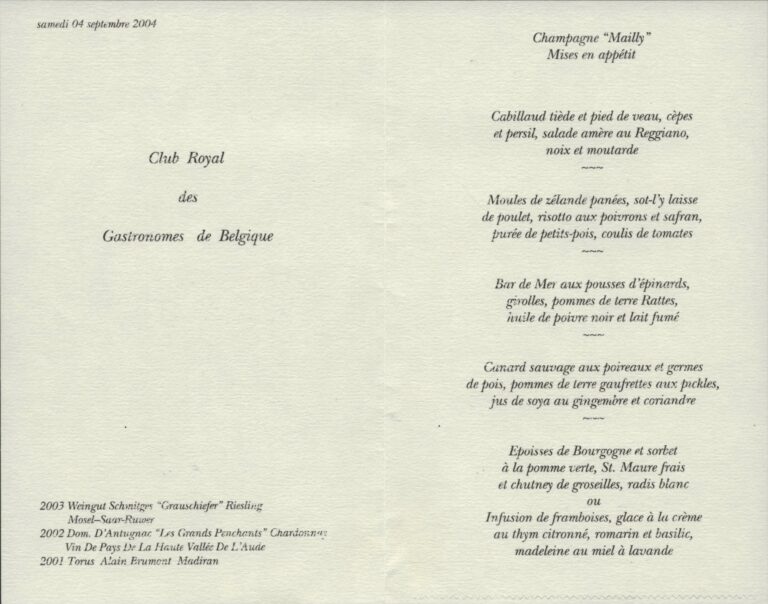 samedi 04 septembre 2004
Club Royal
des
Gastronomes de Belgique
2003 Weingut Schmitges "Grauschiefer" Riesling
Mosel-Saar-Ruwer
2002 Dom. D'Antugnac "Les Grands Penchants" Chardonnay
Vin De Pays De La Haute Vallée De L'Aude
2001 Torus Alain Brumont Madiran
Champagne "Mailly"
Mises en appétit
Cabillaud tiède et pied de veau, cèpes
et persil, salade amère au Reggiano,
noix et moutarde
~~~
Moules de zélande panées, sot-l'y laisse
de poulet, risotto aux poivrons et safran,
purée de petits-pois, coulis de tomates
~~~
Bar de Mer aux pousses d'épinards,
girolles, pommes de terre Rattes,
huile de poivre noir et lait fumé
~~~
Canard sauvage aux poireaux et germes
de pois, pommes de terre gaufrettes aux pickles,
jus de soya au gingembre et coriandre
~~~
Epoisses de Bourgogne et sorbet
à la pomme verte, St. Maure frais
et chutney de groseilles, radis blanc
ou
Infusion de framboises, glace à la crème
au thym citronné, romarin et basilic,
madeleine au miel à lavande